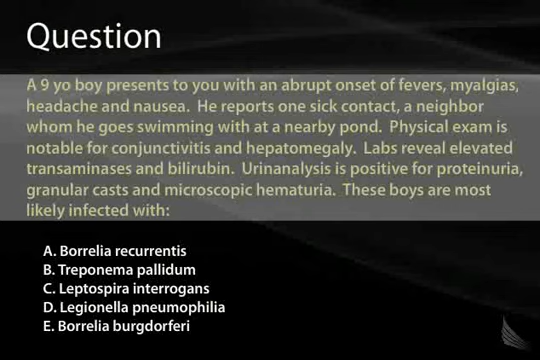 Question
A 9 yo boy presents to you with an abrupt onset of fevers, myalgias,
headache and nausea. He reports one sick contact, a neighbor
whom he goes swimming with at a nearby pond. Physical exam is
notable for conjunctivitis and hepatomegaly. Labs reveal elevated
transaminases and bilirubin. Urinanalysis is positive for proteinuria,
granular casts and microscopic hematuria. These boys are most
likely infected with:
A. Borrelia recurrentis
B. Treponema pallidum
C. Leptospira interrogans
D. Legionella pneumophilia
E. Borrelia burgdorferi